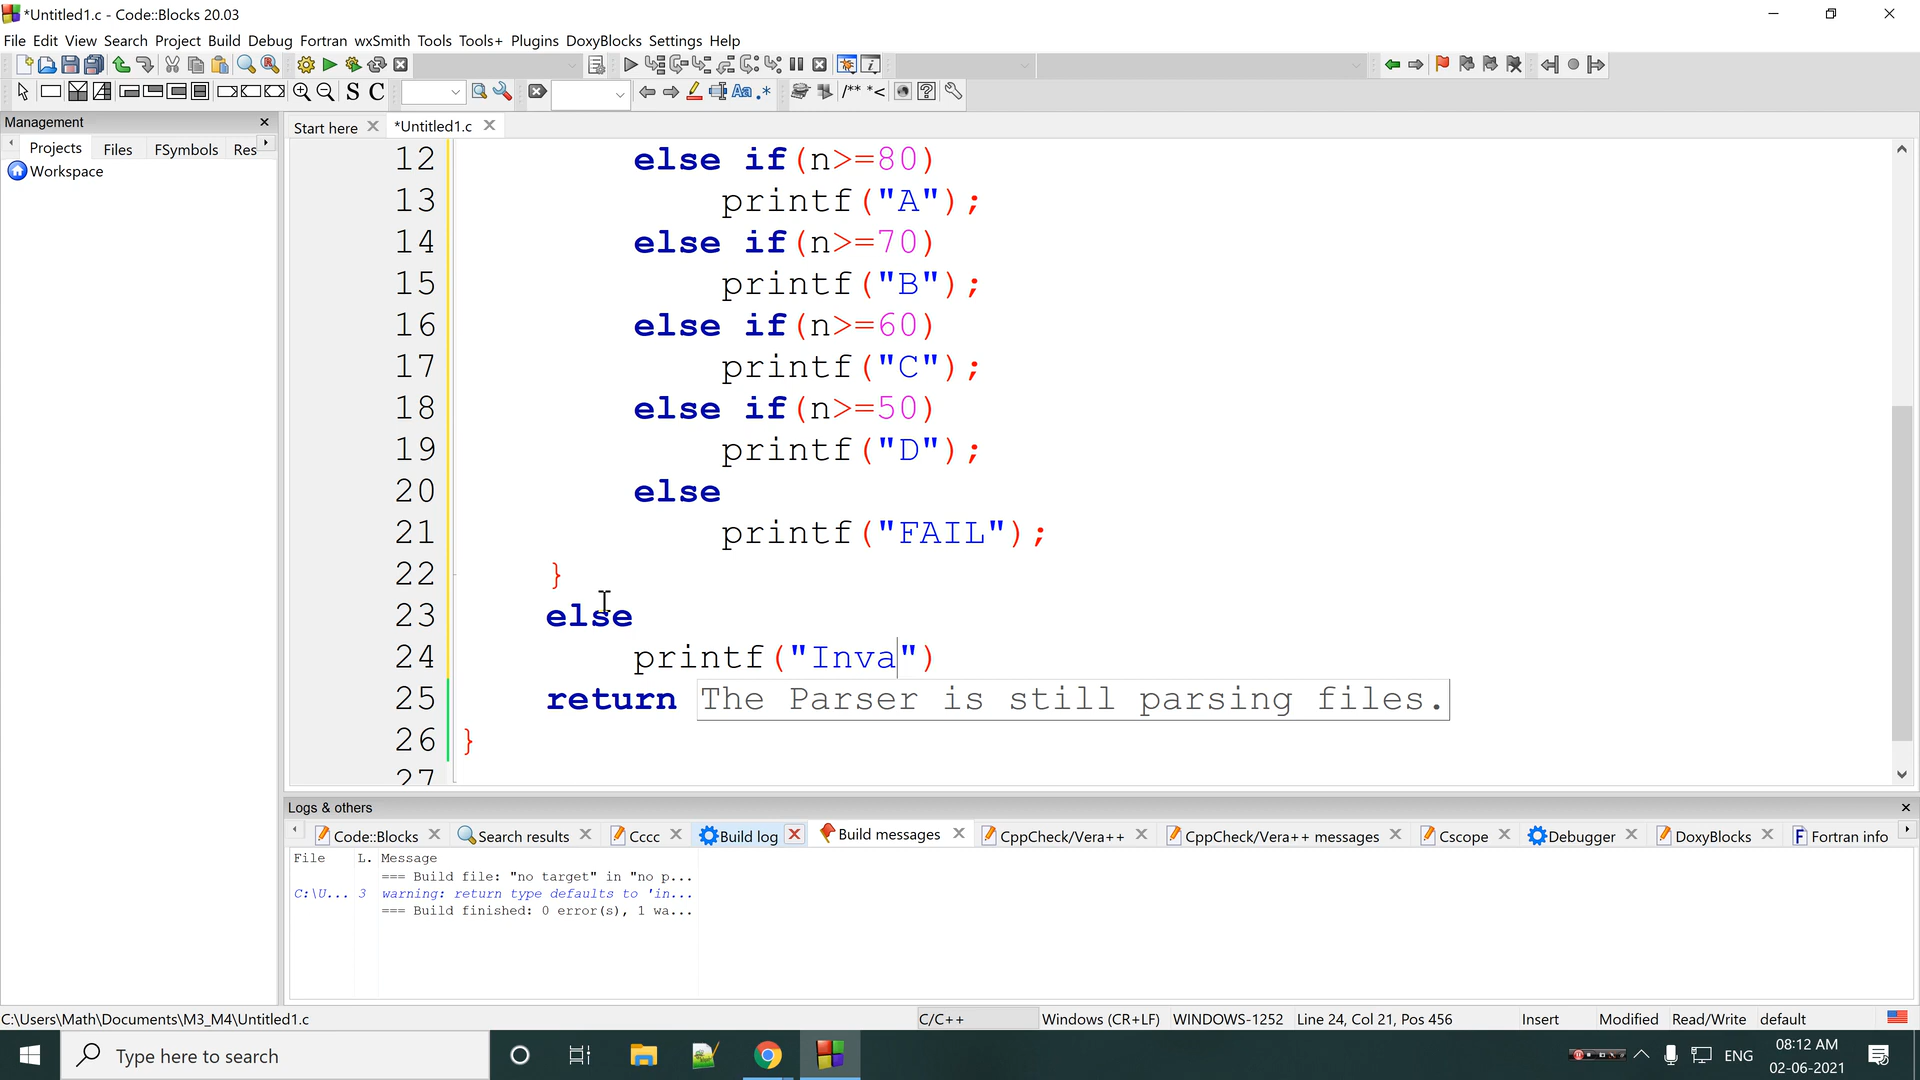 *Untitled1.c - Code::Blocks 20.03
File Edit View Search Project Build Debug Fortran wxSmith Tools Tools+ Plugins DoxyBlocks Settings Help
S C
Aa .* /** *<
Management
Start here *Untitled1.c
Projects Files FSymbols Res
Workspace
12 else if(n>=80)
13 printf("A");
14 else if(n>=70)
15 printf("B");
16 else if(n>=60)
17 printf("C");
18 else if(n>=50)
19 printf("D");
20 else
21 printf("FAIL");
22 }
23 else
24 printf("Inva")
25 return The Parser is still parsing files.
26 }
27
Logs & others
Code::Blocks Search results Cccc Build log Build messages CppCheck/Vera++ CppCheck/Vera++ messages Cscope Debugger DoxyBlocks Fortran info
File L. Message
=== Build file: "no target" in "no p...
C:\U... 3 warning: return type defaults to 'in...
=== Build finished: 0 error(s), 1 wa...
C:\Users\Math\Documents\M3_M4\Untitled1.c C/C++ Windows (CR+LF) WINDOWS-1252 Line 24, Col 21, Pos 456 Insert Modified Read/Write default
Type here to search
ENG
08:12 AM
02-06-2021